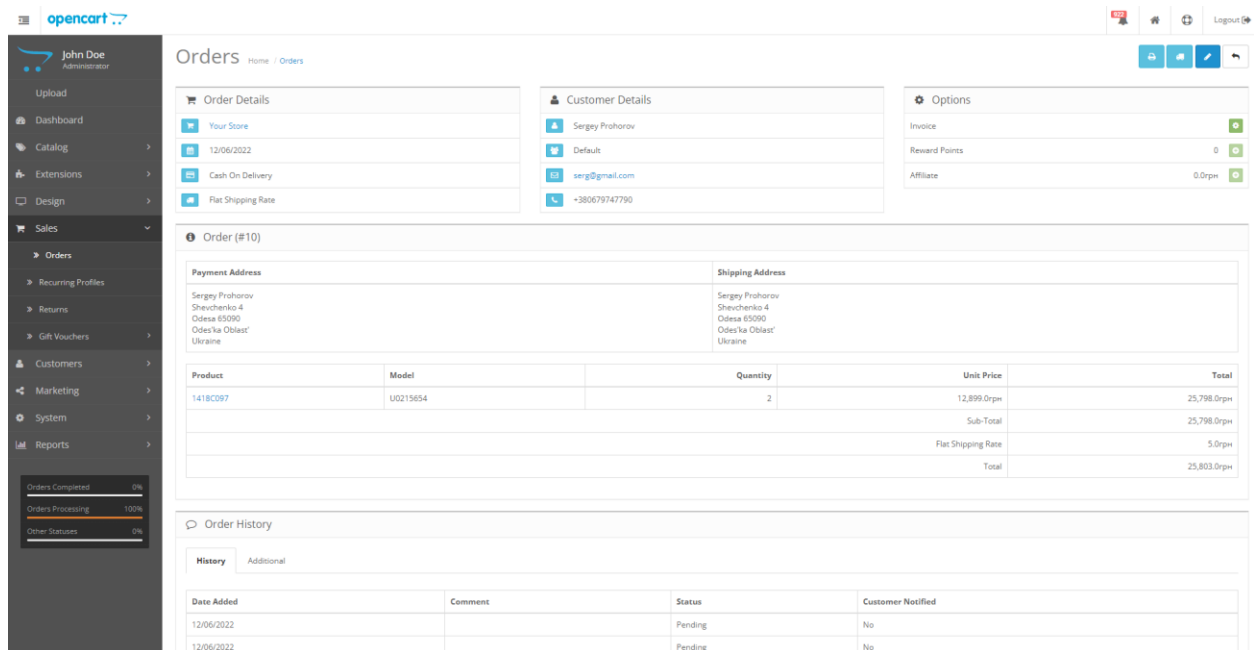 opencart
922
Logout
John Doe
Administrator
Upload
Dashboard
Catalog
Extensions
Design
Sales
Orders
Recurring Profiles
Returns
Gift Vouchers
Customers
Marketing
System
Reports
Orders Completed 0%
Orders Processing 100%
Other Statuses 0%
Orders Home / Orders
Order Details
Your Store
12/06/2022
Cash On Delivery
Flat Shipping Rate
Customer Details
Sergey Prohorov
Default
serg@gmail.com
+380679747790
Options
Invoice
Reward Points 0
Affiliate 0.0грн
Order (#10)
Payment Address Shipping Address
Sergey Prohorov Sergey Prohorov
Shevchenko 4 Shevchenko 4
Odesa 65090 Odesa 65090
Odes'ka Oblast' Odes'ka Oblast'
Ukraine Ukraine
Product Model Quantity Unit Price Total
1418C097 U0215654 2 12,899.0грн 25,798.0грн
Sub-Total 25,798.0грн
Flat Shipping Rate 5.0грн
Total 25,803.0грн
Order History
History Additional
Date Added Comment Status Customer Notified
12/06/2022 Pending No
12/06/2022 Pending No